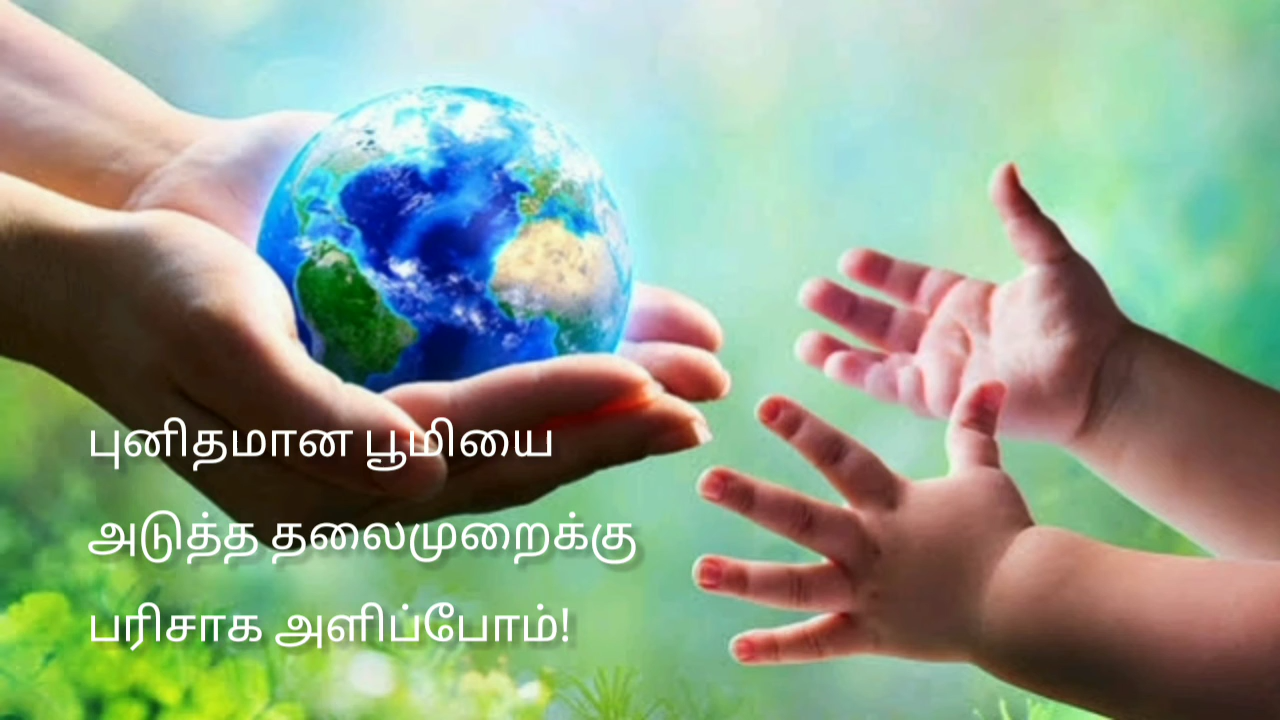 புனிதமான பூமியை
அடுத்த தலைமுறைக்கு
பரிசாக அளிப்போம்!